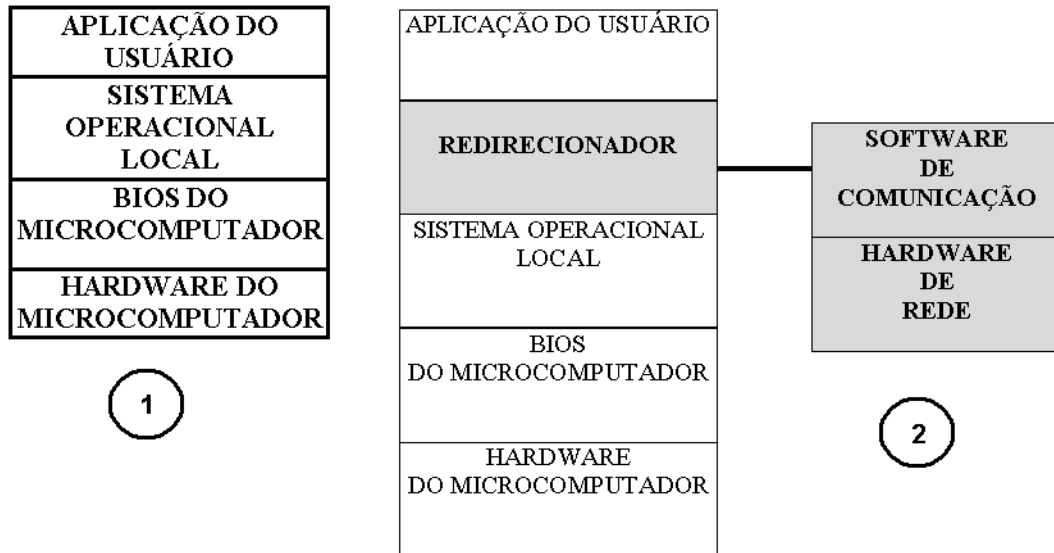 APLICAÇÃO DO
USUÁRIO
SISTEMA
OPERACIONAL
LOCAL
BIOS DO
MICROCOMPUTADOR
HARDWARE DO
MICROCOMPUTADOR
1
APLICAÇÃO DO USUÁRIO
REDIRECIONADOR
SISTEMA OPERACIONAL
LOCAL
BIOS
DO MICROCOMPUTADOR
HARDWARE
DO MICROCOMPUTADOR
SOFTWARE
DE
COMUNICAÇÃO
HARDWARE
DE
REDE
2